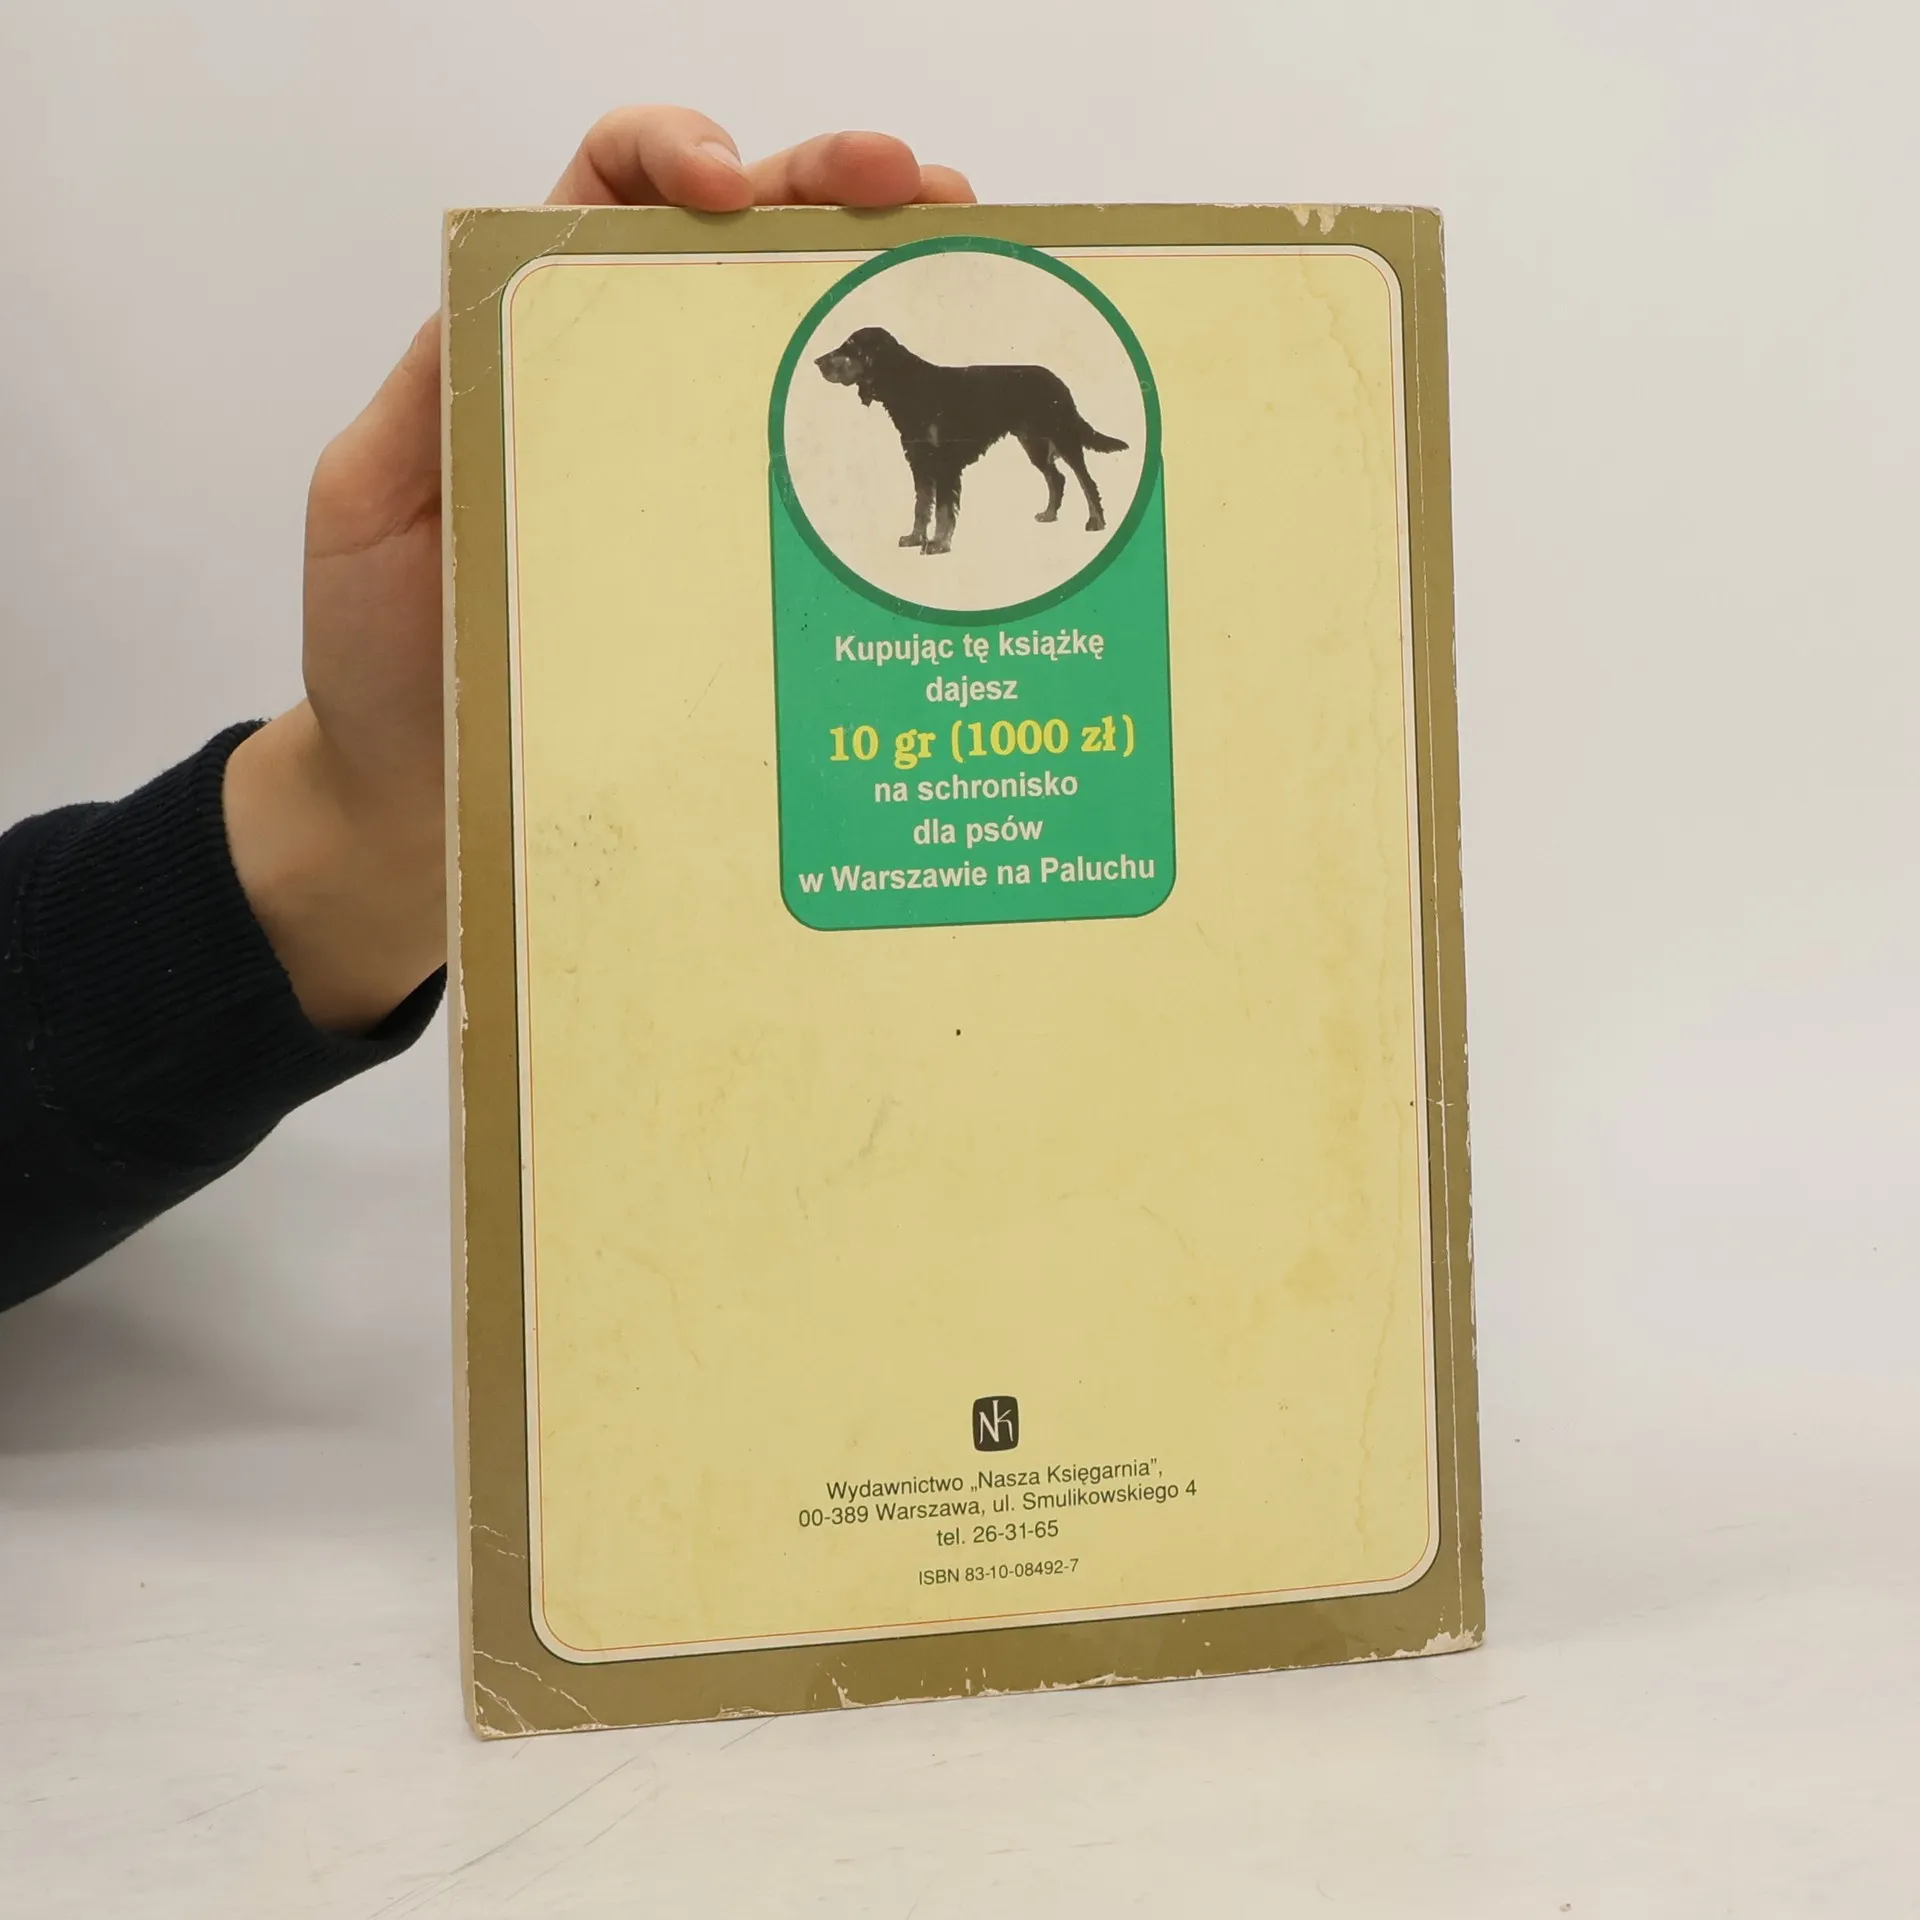 Kupując tę książkę
dajesz
10 gr (1000 zł)
na schronisko
dla psów
w Warszawie na Paluchu
NK
Wydawnictwo „Nasza Księgarnia”,
00-389 Warszawa, ul. Smulikowskiego 4
tel. 26-31-65
ISBN 83-10-08492-7